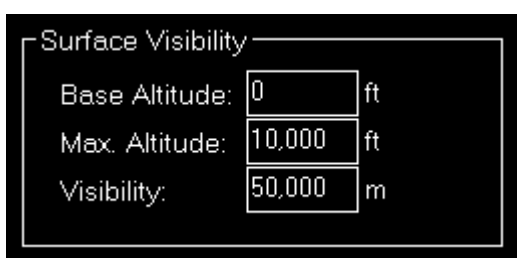 Surface Visibility
Base Altitude: 0 ft
Max. Altitude: 10,000 ft
Visibility: 50,000 m